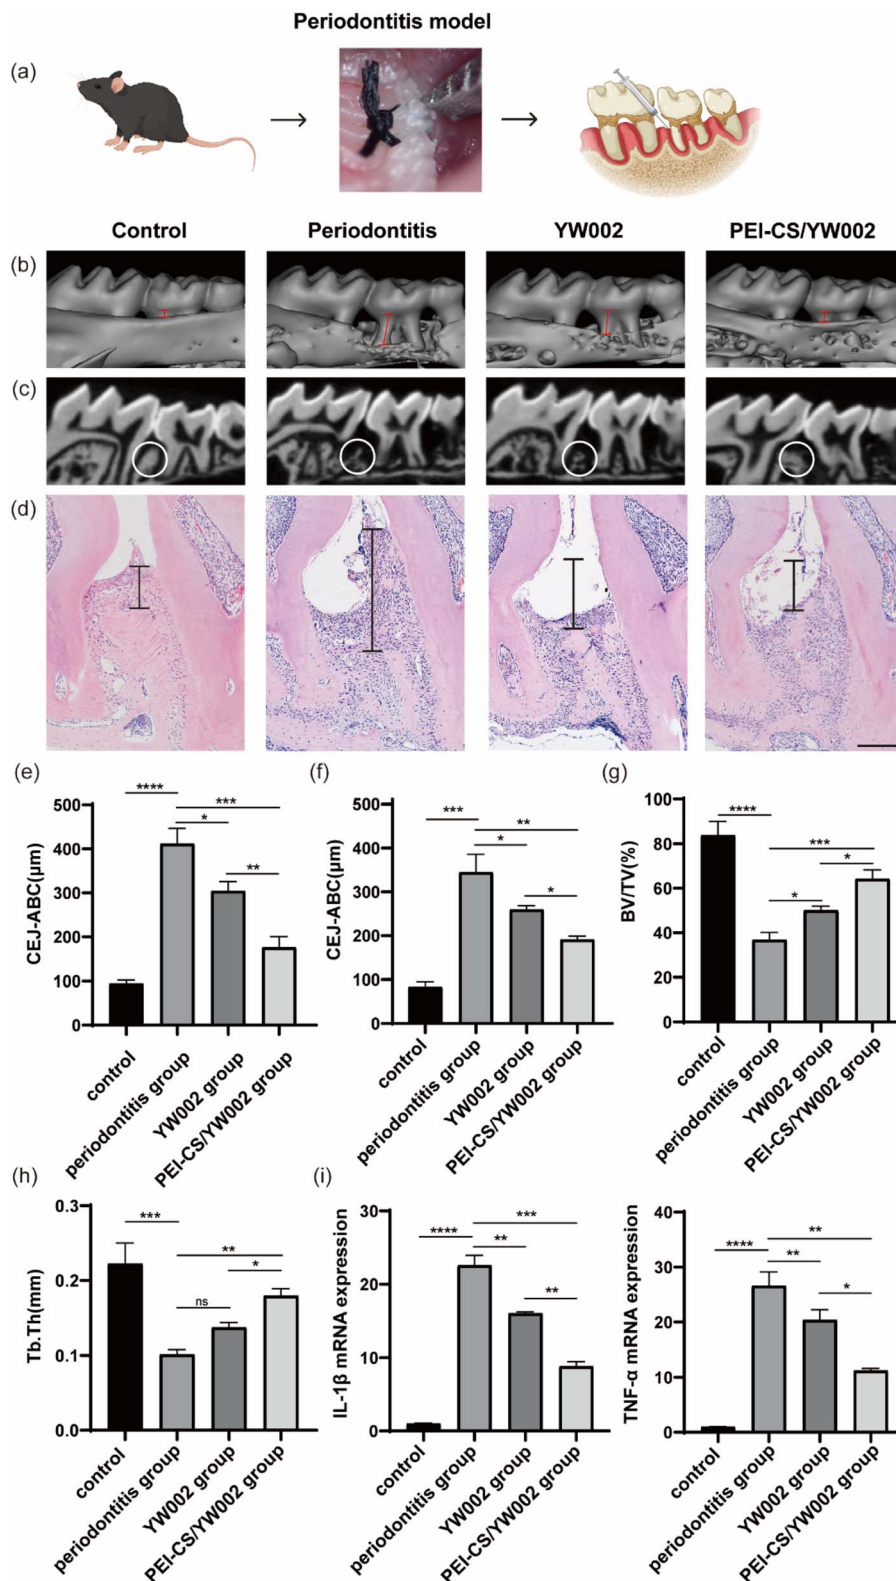 Periodontitis model
(a)
Control
Periodontitis
YW002
PEI-CS/YW002
(b)
(c)
(d)
(e)
CEJ-ABC(μm)
500
400
300
200
100
0
****
***
*
**
control
periodontitis group
YW002 group
PEI-CS/YW002 group
(f)
CEJ-ABC(μm)
500
400
300
200
100
0
***
**
*
*
control
periodontitis group
YW002 group
PEI-CS/YW002 group
(g)
BV/TV(%)
100
80
60
40
20
0
****
***
*
*
control
periodontitis group
YW002 group
PEI-CS/YW002 group
(h)
Tb.Th(mm)
0.3
0.2
0.1
0.0
***
**
*
ns
control
periodontitis group
YW002 group
PEI-CS/YW002 group
(i)
IL-1β mRNA expression
30
20
10
0
****
***
**
**
control
periodontitis group
YW002 group
PEI-CS/YW002 group
TNF-α mRNA expression
40
30
20
10
0
****
**
**
*
control
periodontitis group
YW002 group
PEI-CS/YW002 group